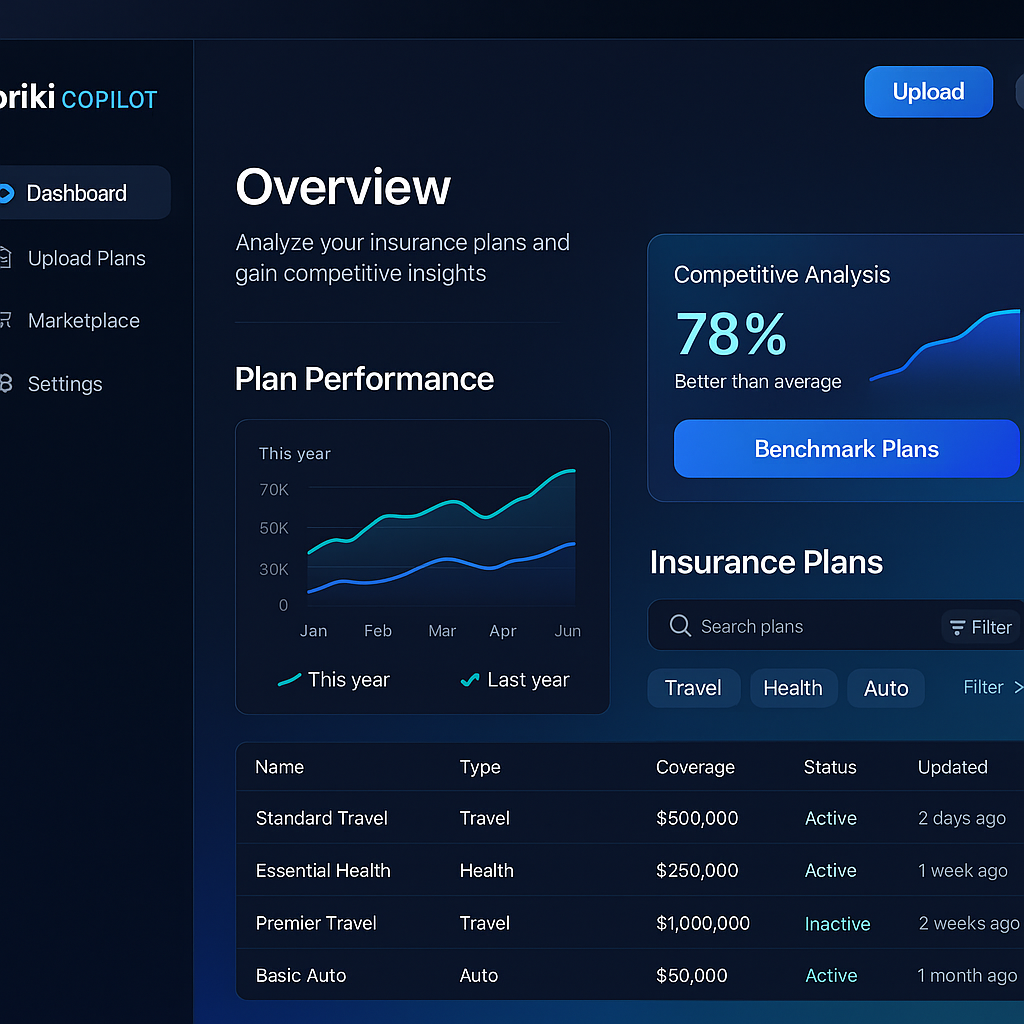 oriki COPILOT
Upload
Dashboard
Upload Plans
Marketplace
Settings
Overview
Analyze your insurance plans and
gain competitive insights
Competitive Analysis
78%
Better than average
Benchmark Plans
Plan Performance
This year
70K
50K
30K
0
Jan Feb Mar Apr Jun
This year Last year
Insurance Plans
Search plans Filter
Travel Health Auto Filter >
Name Type Coverage Status Updated
Standard Travel Travel $500,000 Active 2 days ago
Essential Health Health $250,000 Active 1 week ago
Premier Travel Travel $1,000,000 Inactive 2 weeks ago
Basic Auto Auto $50,000 Active 1 month ago